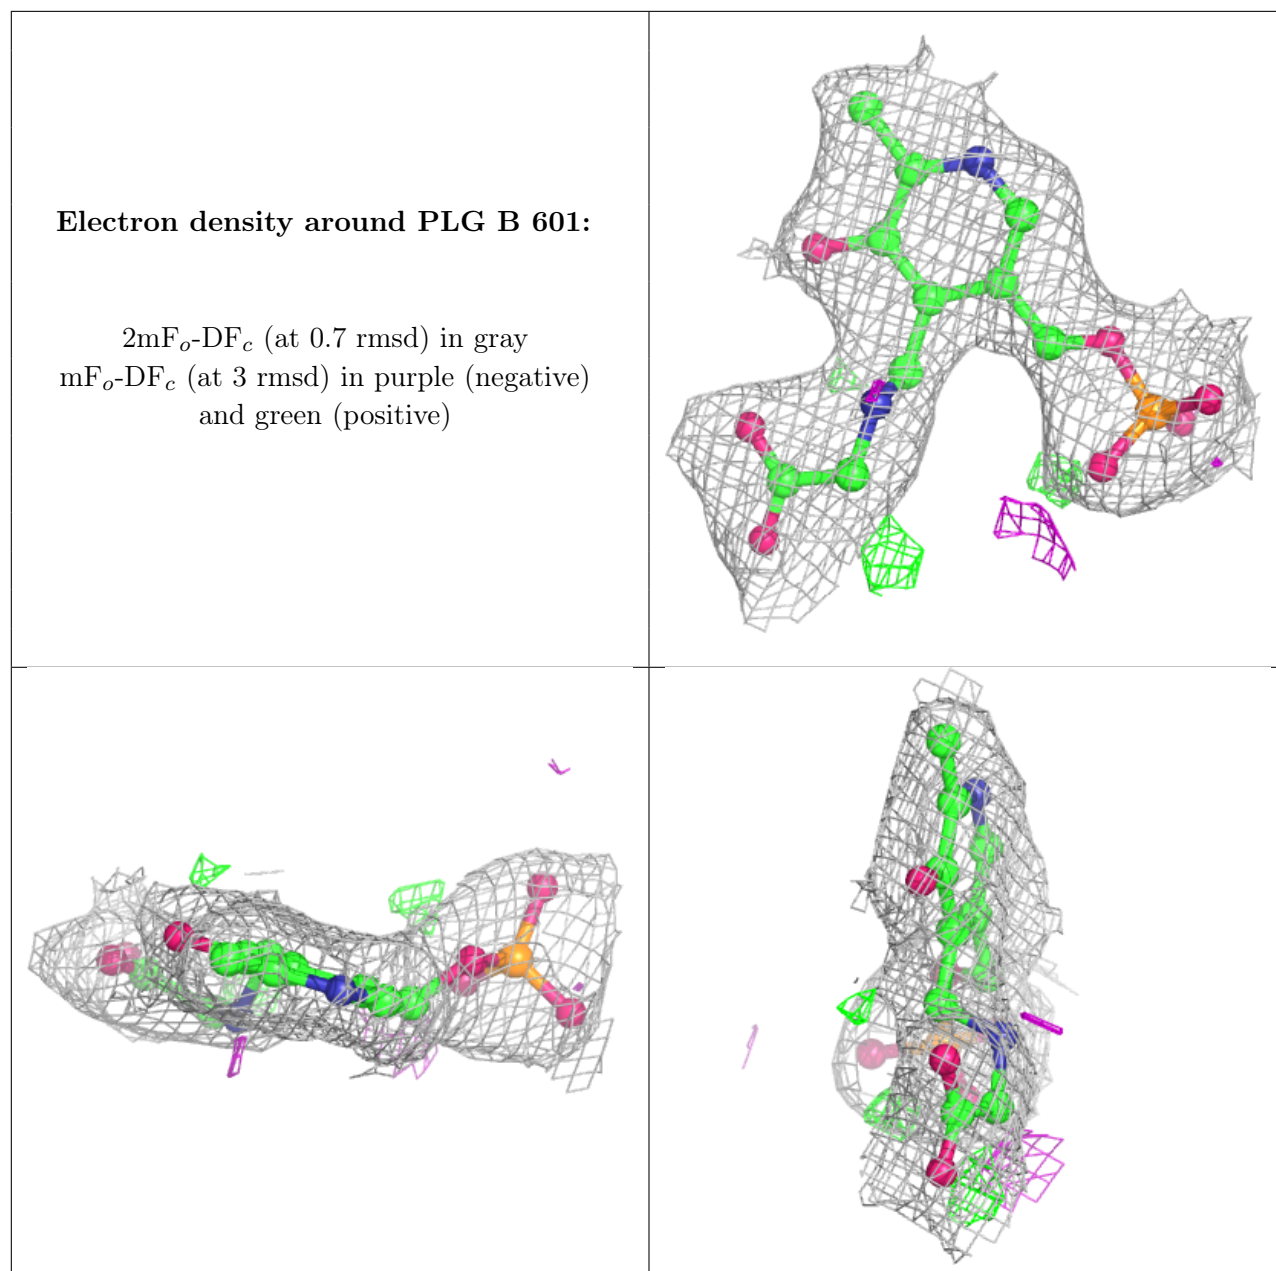 Electron density around PLG B 601:
2mFo-DFc (at 0.7 rmsd) in gray
mFo-DFc (at 3 rmsd) in purple (negative)
and green (positive)